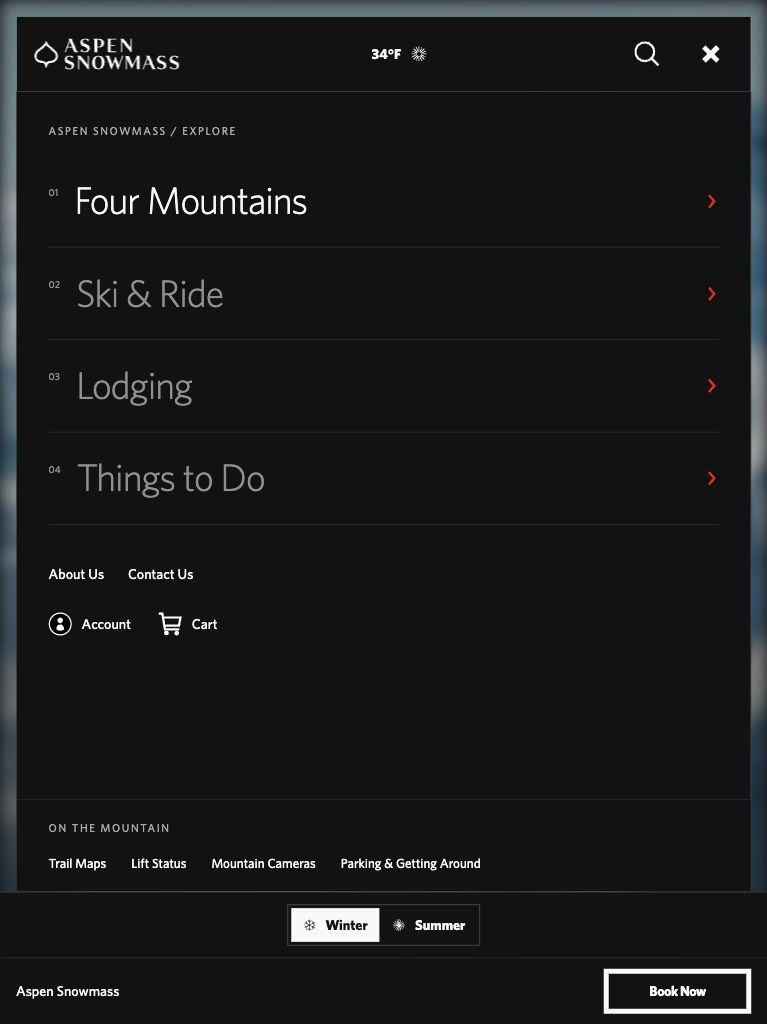 ASPEN
SNOWMASS
34°F
ASPEN SNOWMASS / EXPLORE
01 Four Mountains
02 Ski & Ride
03 Lodging
04 Things to Do
About Us Contact Us
Account Cart
ON THE MOUNTAIN
Trail Maps Lift Status Mountain Cameras Parking & Getting Around
Winter Summer
Aspen Snowmass Book Now